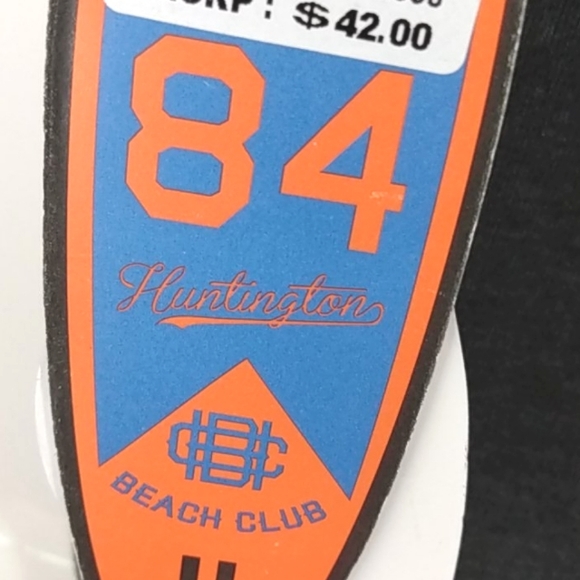 $42.00
84
Huntington
BEACH CLUB